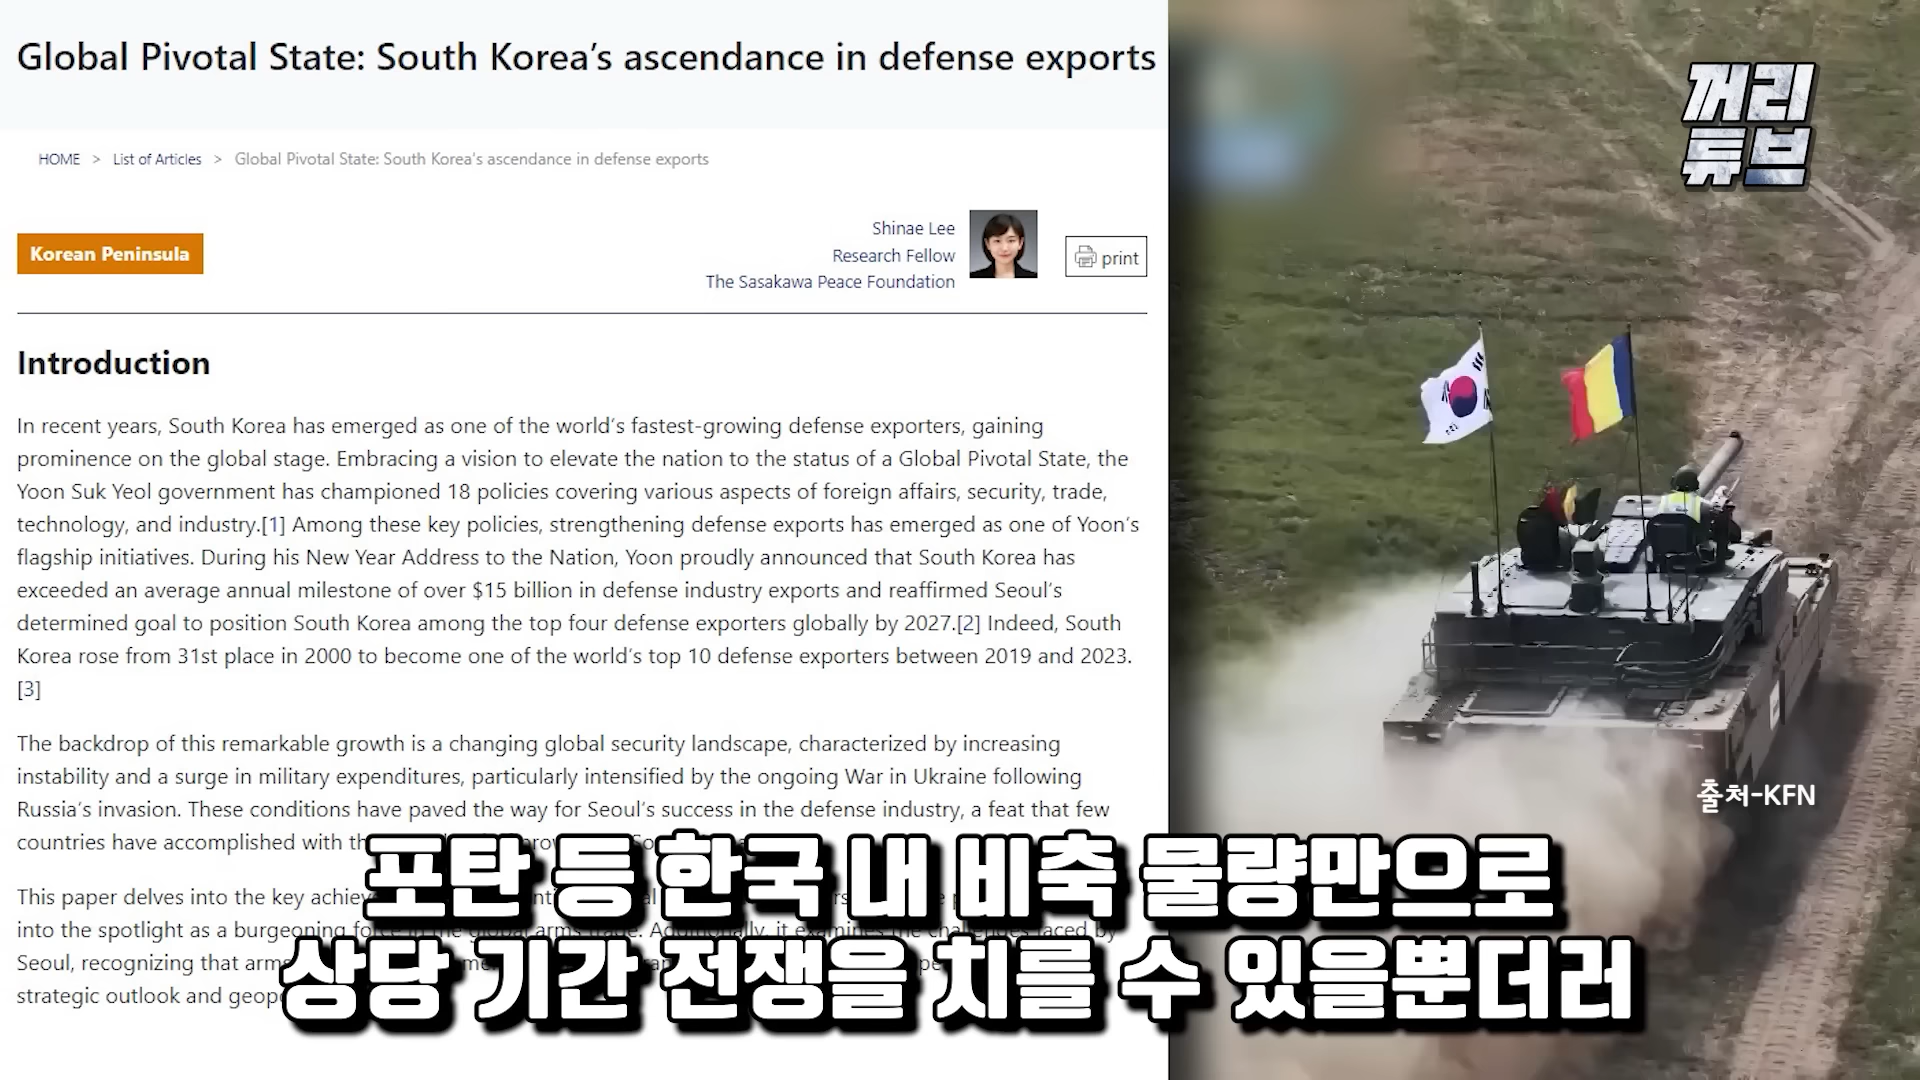 Global Pivotal State: South Korea’s ascendance in defense exports
HOME > List of Articles > Global Pivotal State: South Korea's ascendance in defense exports
Korean Peninsula
Shinae Lee
Research Fellow
The Sasakawa Peace Foundation
print
Introduction
In recent years, South Korea has emerged as one of the world’s fastest-growing defense exporters, gaining
prominence on the global stage. Embracing a vision to elevate the nation to the status of a Global Pivotal State, the
Yoon Suk Yeol government has championed 18 policies covering various aspects of foreign affairs, security, trade,
technology, and industry.[1] Among these key policies, strengthening defense exports has emerged as one of Yoon’s
flagship initiatives. During his New Year Address to the Nation, Yoon proudly announced that South Korea has
exceeded an average annual milestone of over $15 billion in defense industry exports and reaffirmed Seoul’s
determined goal to position South Korea among the top four defense exporters globally by 2027.[2] Indeed, South
Korea rose from 31st place in 2000 to become one of the world’s top 10 defense exporters between 2019 and 2023.
[3]
The backdrop of this remarkable growth is a changing global security landscape, characterized by increasing
instability and a surge in military expenditures, particularly intensified by the ongoing War in Ukraine following
Russia’s invasion. These conditions have paved the way for Seoul’s success in the defense industry, a feat that few
countries have accomplished with
This paper delves into the key
into the spotlight as a burgeoning force in the global arms trade. Additionally, it examines the challenges faced by
Seoul, recognizing that arms
strategic outlook and
꺼리
튜브
출처-KFN
포탄 등 한국 내 비축 물량만으로
상당 기간 전쟁을 치를 수 있을뿐더러